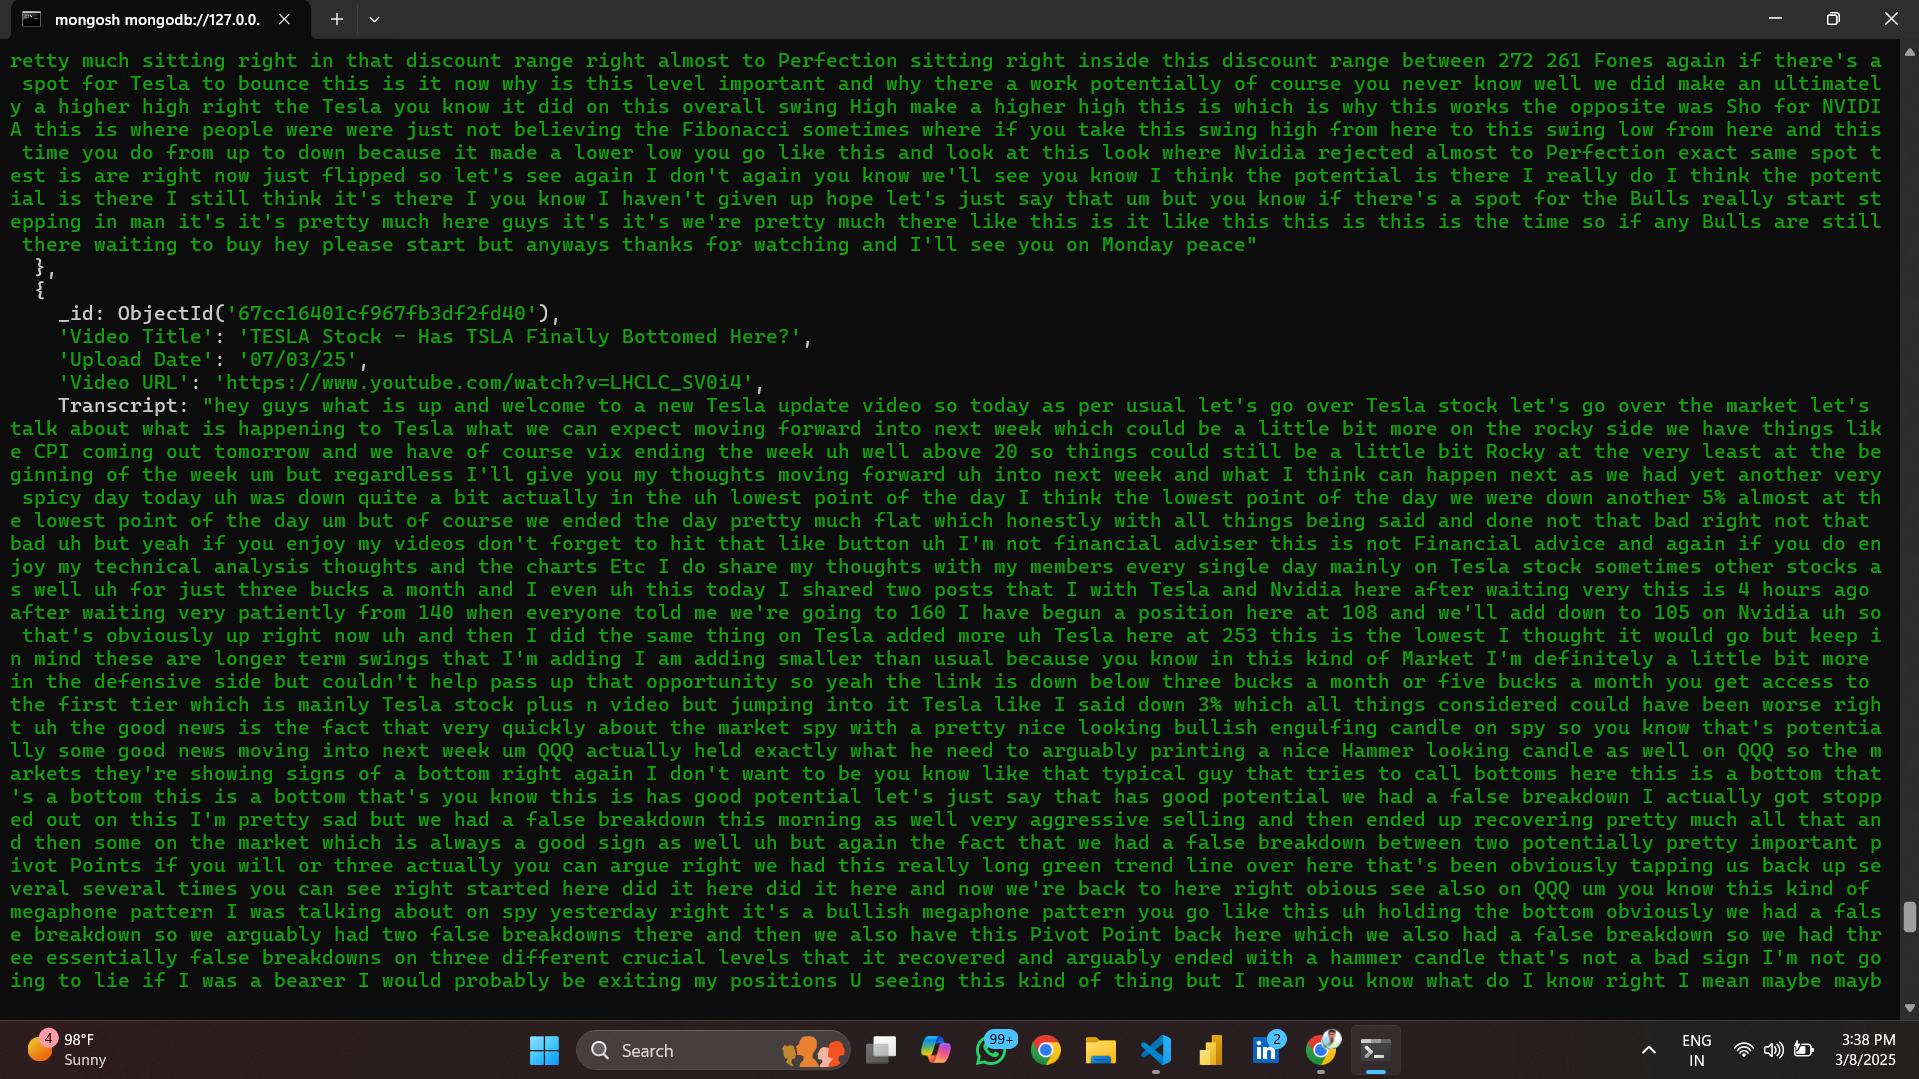 mongosh mongodb://127.0.0.
retty much sitting right in that discount range right almost to Perfection sitting right inside this discount range between 272 261 Fones again if there's a
spot for Tesla to bounce this is it now why is this level important and why there a work potentially of course you never know well we did make an ultimatel
y a higher high right the Tesla you know it did on this overall swing High make a higher high this is which is why this works the opposite was Sho for NVIDI
A this is where people were were just not believing the Fibonacci sometimes where if you take this swing high from here to this swing low from here and this
time you do from up to down because it made a lower low you go like this and look at this look where Nvidia rejected almost to Perfection exact same spot t
est is are right now just flipped so let's see again I don't again you know we'll see you know I think the potential is there I really do I think the potent
ial is there I still think it's there I you know I haven't given up hope let's just say that um but you know if there's a spot for the Bulls really start st
epping in man it's it's pretty much here guys it's it's we're pretty much there like this is it like this this is this is the time so if any Bulls are still
there waiting to buy hey please start but anyways thanks for watching and I'll see you on Monday peace"
},
{
_id: ObjectId('67cc16401cf967fb3df2fd40'),
'Video Title': 'TESLA Stock - Has TSLA Finally Bottomed Here?',
'Upload Date': '07/03/25',
'Video URL': 'https://www.youtube.com/watch?v=LHCLC_SV0i4',
Transcript: "hey guys what is up and welcome to a new Tesla update video so today as per usual let's go over Tesla stock let's go over the market let's
talk about what is happening to Tesla what we can expect moving forward into next week which could be a little bit more on the rocky side we have things lik
e CPI coming out tomorrow and we have of course vix ending the week uh well above 20 so things could still be a little bit Rocky at the very least at the be
ginning of the week um but regardless I'll give you my thoughts moving forward uh into next week and what I think can happen next as we had yet another very
spicy day today uh was down quite a bit actually in the uh lowest point of the day I think the lowest point of the day we were down another 5% almost at th
e lowest point of the day um but of course we ended the day pretty much flat which honestly with all things being said and done not that bad right not that
bad uh but yeah if you enjoy my videos don't forget to hit that like button uh I'm not financial adviser this is not Financial advice and again if you do en
joy my technical analysis thoughts and the charts Etc I do share my thoughts with my members every single day mainly on Tesla stock sometimes other stocks a
s well uh for just three bucks a month and I even uh this today I shared two posts that I with Tesla and Nvidia here after waiting very this is 4 hours ago
after waiting very patiently from 140 when everyone told me we're going to 160 I have begun a position here at 108 and we'll add down to 105 on Nvidia uh so
that's obviously up right now uh and then I did the same thing on Tesla added more uh Tesla here at 253 this is the lowest I thought it would go but keep i
n mind these are longer term swings that I'm adding I am adding smaller than usual because you know in this kind of Market I'm definitely a little bit more
in the defensive side but couldn't help pass up that opportunity so yeah the link is down below three bucks a month or five bucks a month you get access to
the first tier which is mainly Tesla stock plus n video but jumping into it Tesla like I said down 3% which all things considered could have been worse righ
t uh the good news is the fact that very quickly about the market spy with a pretty nice looking bullish engulfing candle on spy so you know that's potentia
lly some good news moving into next week um QQQ actually held exactly what he need to arguably printing a nice Hammer looking candle as well on QQQ so the m
arkets they're showing signs of a bottom right again I don't want to be you know like that typical guy that tries to call bottoms here this is a bottom that
's a bottom this is a bottom that's you know this is has good potential let's just say that has good potential we had a false breakdown I actually got stopp
ed out on this I'm pretty sad but we had a false breakdown this morning as well very aggressive selling and then ended up recovering pretty much all that an
d then some on the market which is always a good sign as well uh but again the fact that we had a false breakdown between two potentially pretty important p
ivot Points if you will or three actually you can argue right we had this really long green trend line over here that's been obviously tapping us back up se
veral several times you can see right started here did it here did it here and now we're back to here right obious see also on QQQ um you know this kind of
megaphone pattern I was talking about on spy yesterday right it's a bullish megaphone pattern you go like this uh holding the bottom obviously we had a fals
e breakdown so we arguably had two false breakdowns there and then we also have this Pivot Point back here which we also had a false breakdown so we had thr
ee essentially false breakdowns on three different crucial levels that it recovered and arguably ended with a hammer candle that's not a bad sign I'm not go
ing to lie if I was a bearer I would probably be exiting my positions U seeing this kind of thing but I mean you know what do I know right I mean maybe mayb
4
98°F
Sunny
Search
99+
in
2
ENG
IN
3:38 PM
3/8/2025